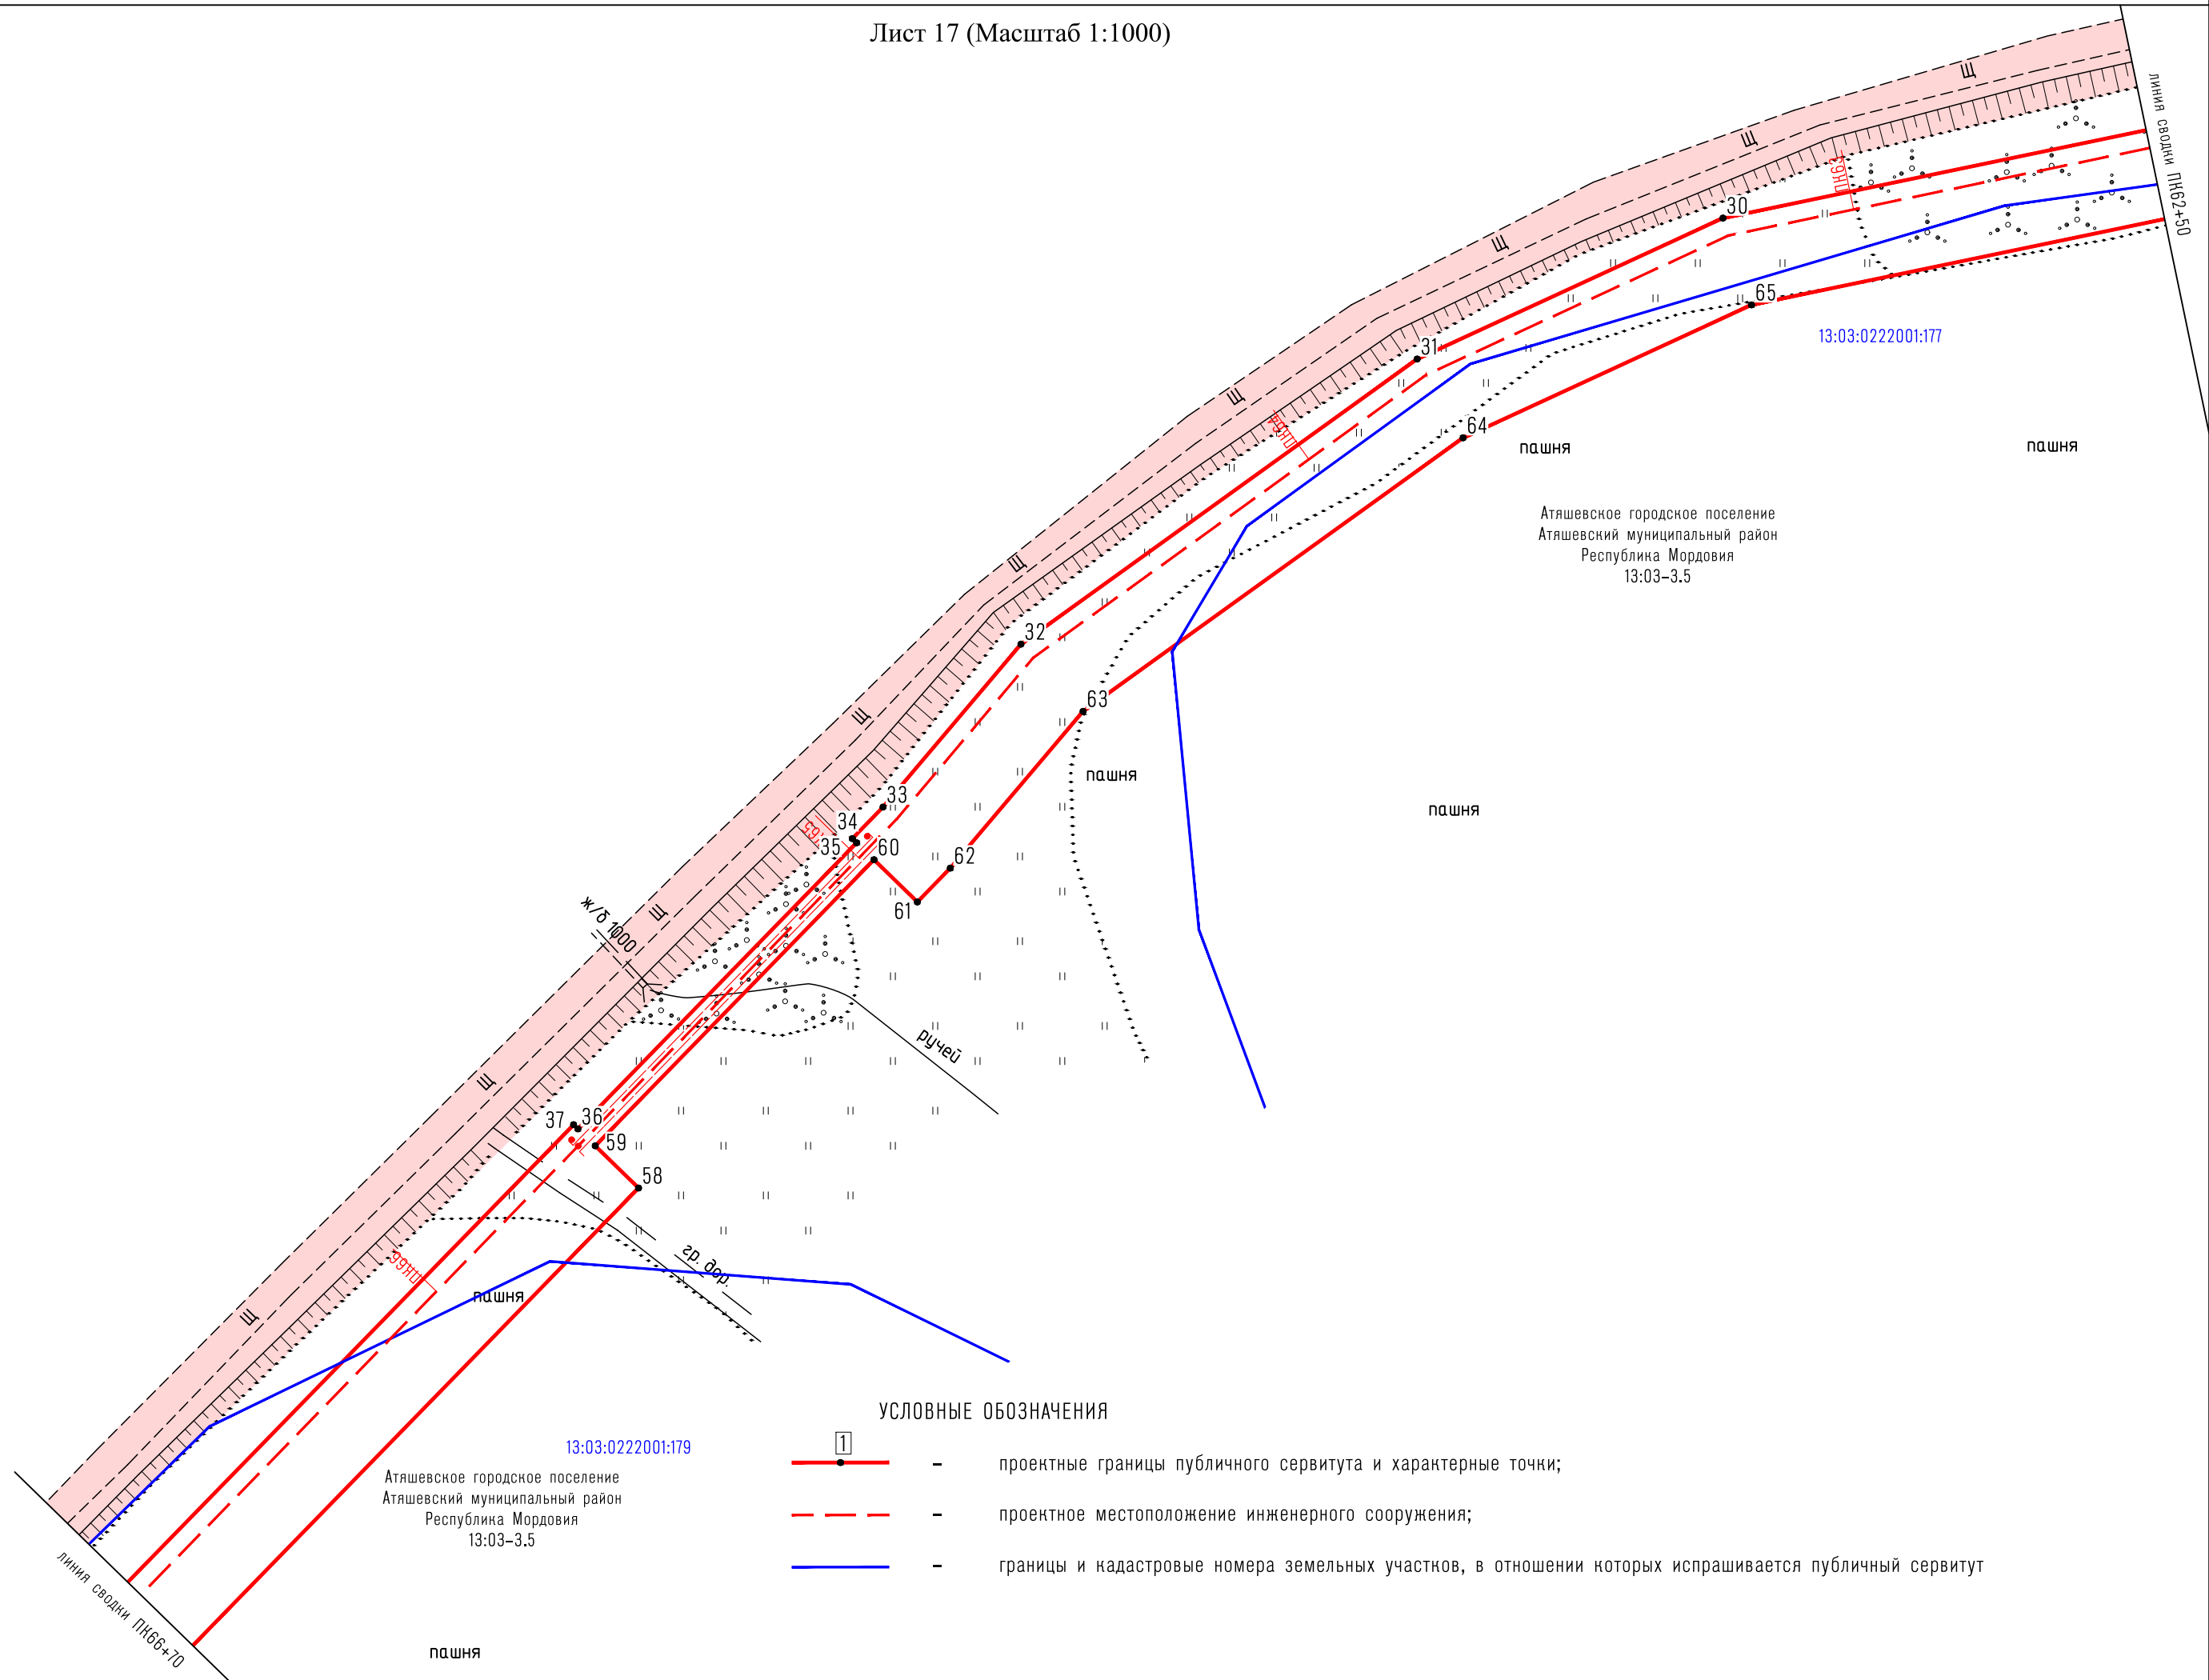 Лист 17 (Масштаб 1:1000)
Щ
линия сводки ПК62+50
Щ
ПК63
30
Щ
65
13:03:0222001:177
31
Щ
ПК64
64
пашня
пашня
Атяшевское городское поселение
Атяшевский муниципальный район
Республика Мордовия
13:03-3.5
Щ
32
63
Щ
пашня
33
пашня
34
35
60
62
61
Щ
ж/б 1000
ручей
Щ
37
36
59
58
гр. дор.
ПК66
пашня
Щ
УСЛОВНЫЕ ОБОЗНАЧЕНИЯ
1
– проектные границы публичного сервитута и характерные точки;
– проектное местоположение инженерного сооружения;
– границы и кадастровые номера земельных участков, в отношении которых испрашивается публичный сервитут
13:03:0222001:179
Атяшевское городское поселение
Атяшевский муниципальный район
Республика Мордовия
13:03-3.5
линия сводки ПК66+70
пашня